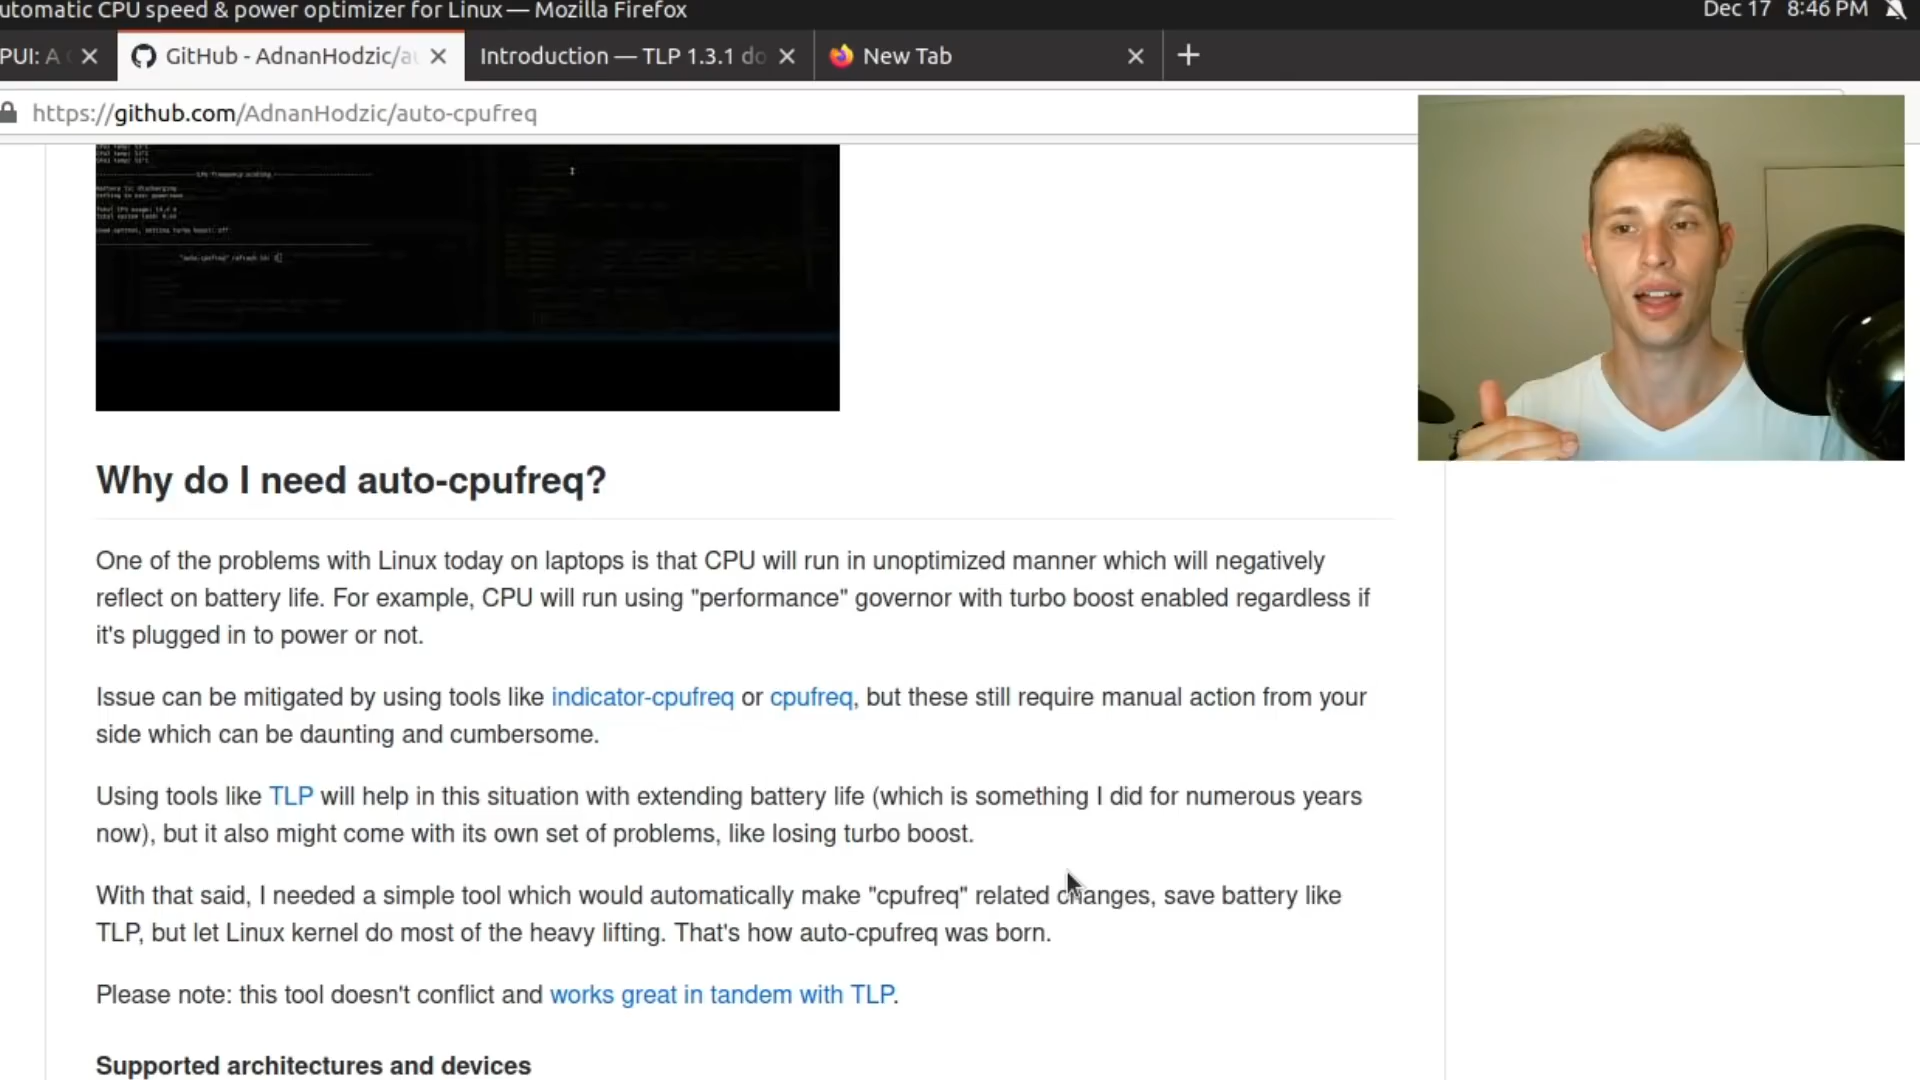 utomatic CPU speed & power optimizer for Linux — Mozilla Firefox
Dec 17 8:46 PM
PUI: A
GitHub - AdnanHodzic/au
Introduction — TLP 1.3.1 do
New Tab
https://github.com/AdnanHodzic/auto-cpufreq
Why do I need auto-cpufreq?
One of the problems with Linux today on laptops is that CPU will run in unoptimized manner which will negatively
reflect on battery life. For example, CPU will run using "performance" governor with turbo boost enabled regardless if
it's plugged in to power or not.
Issue can be mitigated by using tools like indicator-cpufreq or cpufreq, but these still require manual action from your
side which can be daunting and cumbersome.
Using tools like TLP will help in this situation with extending battery life (which is something I did for numerous years
now), but it also might come with its own set of problems, like losing turbo boost.
With that said, I needed a simple tool which would automatically make "cpufreq" related changes, save battery like
TLP, but let Linux kernel do most of the heavy lifting. That's how auto-cpufreq was born.
Please note: this tool doesn't conflict and works great in tandem with TLP.
Supported architectures and devices